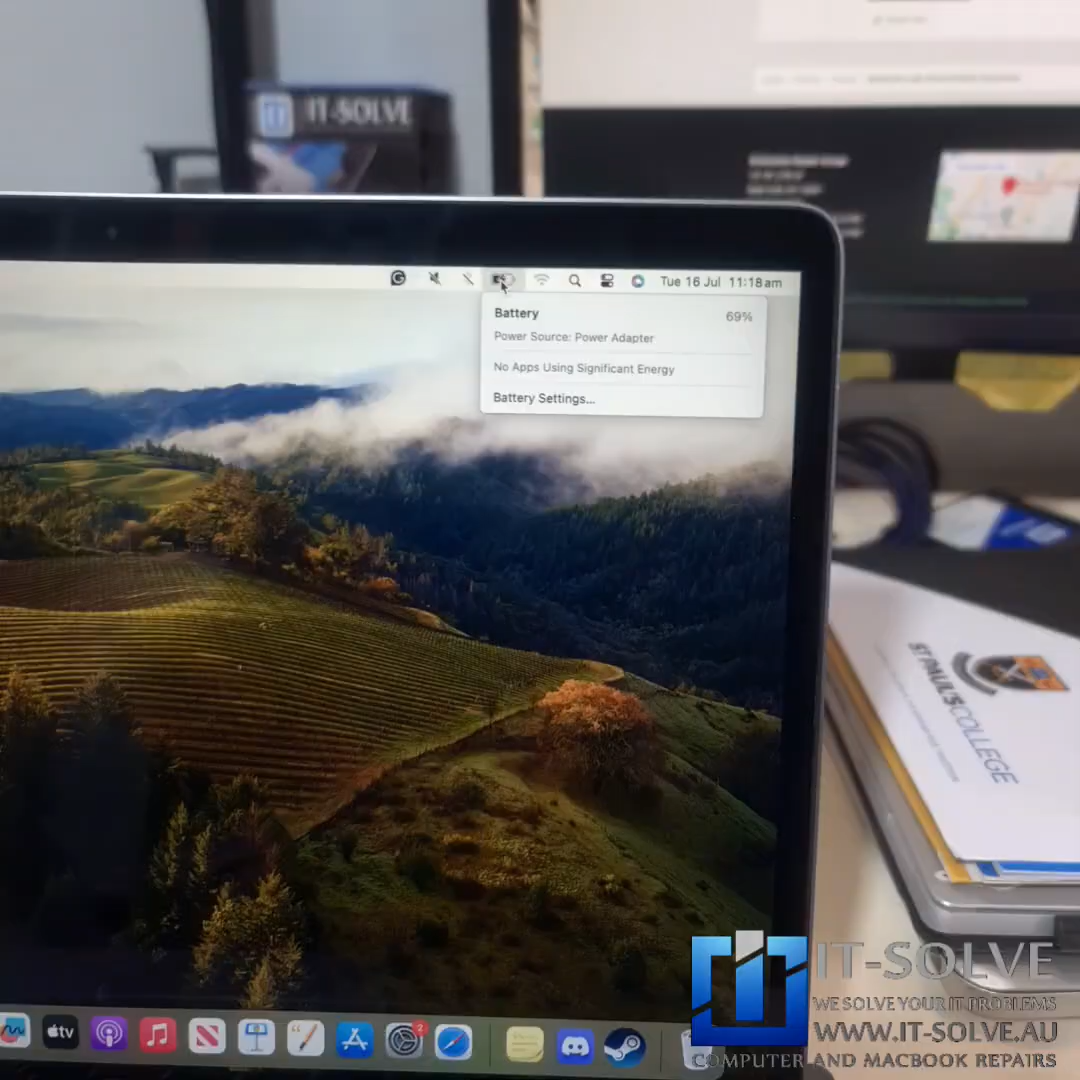 IT-SOLVE
Tue 16 Jul 11:18 am
Battery 69%
Power Source: Power Adapter
No Apps Using Significant Energy
Battery Settings...
ST PAUL'S COLLEGE
tv
2
IT-SOLVE
WE SOLVE YOUR IT PROBLEMS
WWW.IT-SOLVE.AU
COMPUTER AND MACBOOK REPAIRS